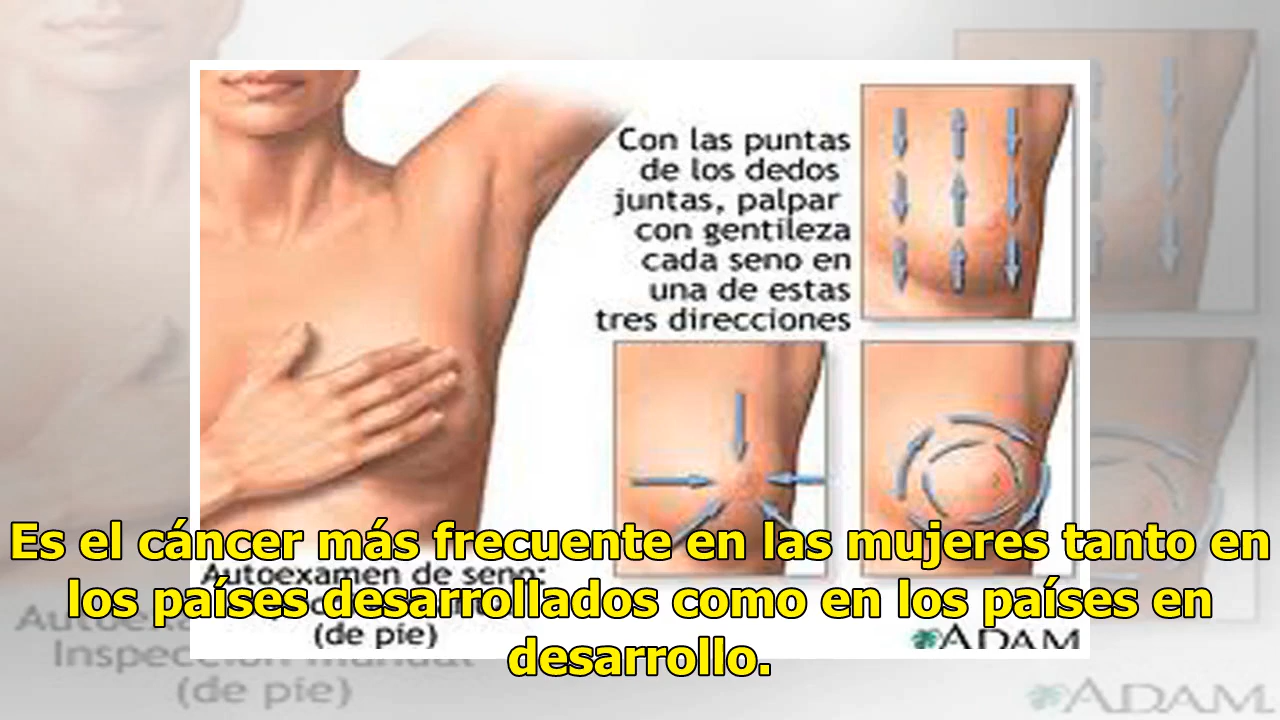 Con las puntas
de los dedos
juntas, palpar
con gentileza
cada seno en
una de estas
tres direcciones
Es el cáncer más frecuente en las mujeres tanto en
los países desarrollados como en los países en
desarrollo.
Autoexamen de seno:
(de pie)
ADAM
Inspección manual
(de pie)
ADAM